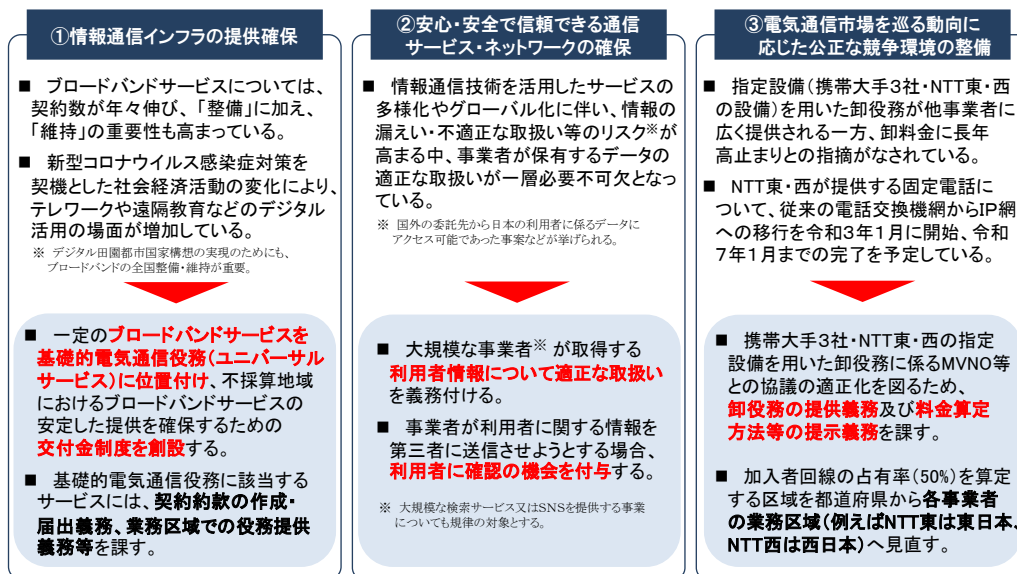 ①情報通信インフラの提供確保
■ ブロードバンドサービスについては、
契約数が年々伸び、「整備」に加え、
「維持」の重要性も高まっている。
■ 新型コロナウイルス感染症対策を
契機とした社会経済活動の変化により、
テレワークや遠隔教育などのデジタル
活用の場面が増加している。
※ デジタル田園都市国家構想の実現のためにも、
ブロードバンドの全国整備・維持が重要。
■ 一定のブロードバンドサービスを
基礎的電気通信役務（ユニバーサル
サービス）に位置付け、不採算地域
におけるブロードバンドサービスの
安定した提供を確保するための
交付金制度を創設する。
■ 基礎的電気通信役務に該当する
サービスには、契約約款の作成・
届出義務、業務区域での役務提供
義務等を課す。
②安心・安全で信頼できる通信
サービス・ネットワークの確保
■ 情報通信技術を活用したサービスの
多様化やグローバル化に伴い、情報の
漏えい・不適正な取扱い等のリスク※が
高まる中、事業者が保有するデータの
適正な取扱いが一層必要不可欠となっ
ている。
※ 国外の委託先から日本の利用者に係るデータに
アクセス可能であった事案などが挙げられる。
■ 大規模な事業者※ が取得する
利用者情報について適正な取扱い
を義務付ける。
■ 事業者が利用者に関する情報を
第三者に送信させようとする場合、
利用者に確認の機会を付与する。
※ 大規模な検索サービス又はSNSを提供する事業
についても規律の対象とする。
③電気通信市場を巡る動向に
応じた公正な競争環境の整備
■ 指定設備（携帯大手3社・NTT東・西
の設備）を用いた卸役務が他事業者に
広く提供される一方、卸料金に長年
高止まりとの指摘がなされている。
■ NTT東・西が提供する固定電話に
ついて、従来の電話交換機網からIP網
への移行を令和3年1月に開始、令和
7年1月までの完了を予定している。
■ 携帯大手3社・NTT東・西の指定
設備を用いた卸役務に係るMVNO等
との協議の適正化を図るため、
卸役務の提供義務及び料金算定
方法等の提示義務を課す。
■ 加入者回線の占有率（50%）を算定
する区域を都道府県から各事業者
の業務区域（例えばNTT東は東日本、
NTT西は西日本）へ見直す。